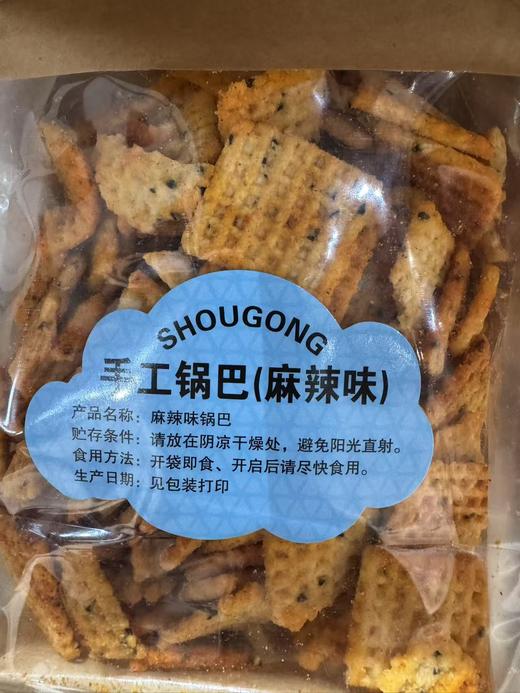 SHOUGONG
手工锅巴(麻辣味)
产品名称：麻辣味锅巴
贮存条件：请放在阴凉干燥处，避免阳光直射。
食用方法：开袋即食、开启后请尽快食用。
生产日期：见包装打印